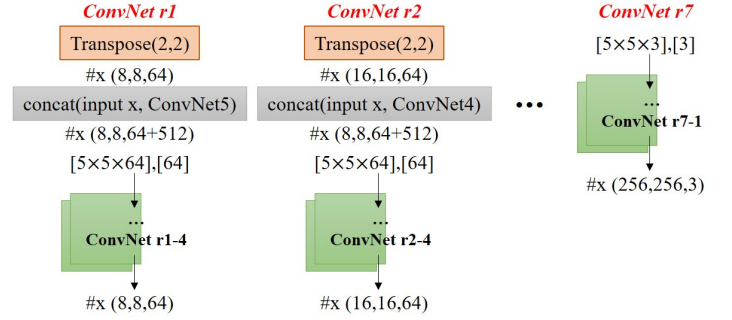 ConvNet r1
Transpose(2,2)
#x (8,8,64)
concat(input x, ConvNet5)
#x (8,8,64+512)
[5×5×64],[64]
...
ConvNet r1-4
#x (8,8,64)
ConvNet r2
Transpose(2,2)
#x (16,16,64)
concat(input x, ConvNet4)
#x (8,8,64+512)
[5×5×64],[64]
...
ConvNet r2-4
#x (16,16,64)
...
ConvNet r7
[5×5×3],[3]
...
ConvNet r7-1
#x (256,256,3)